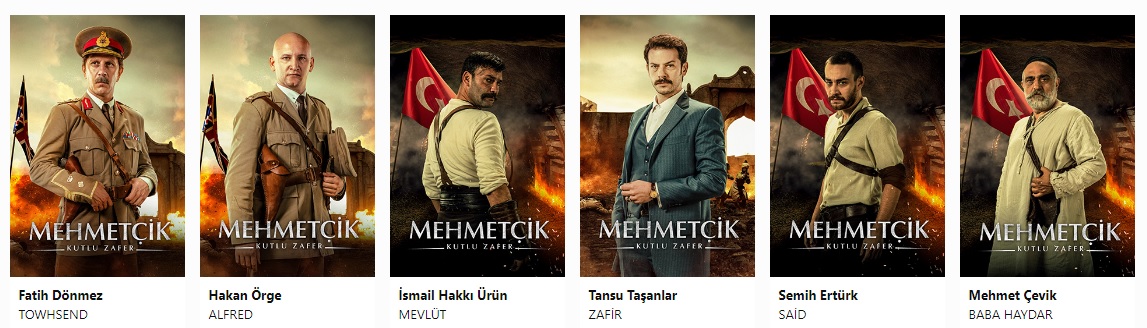 MEHMETÇİK
KUTLU ZAFER
Fatih Dönmez
TOWHSEND
MEHMETÇİK
KUTLU ZAFER
Hakan Örge
ALFRED
MEHMETÇİK
KUTLU ZAFER
İsmail Hakkı Ürün
MEVLÜT
MEHMETÇİK
KUTLU ZAFER
Tansu Taşanlar
ZAFİR
MEHMETÇİK
KUTLU ZAFER
Semih Ertürk
SAİD
MEHMETÇİK
KUTLU ZAFER
Mehmet Çevik
BABA HAYDAR